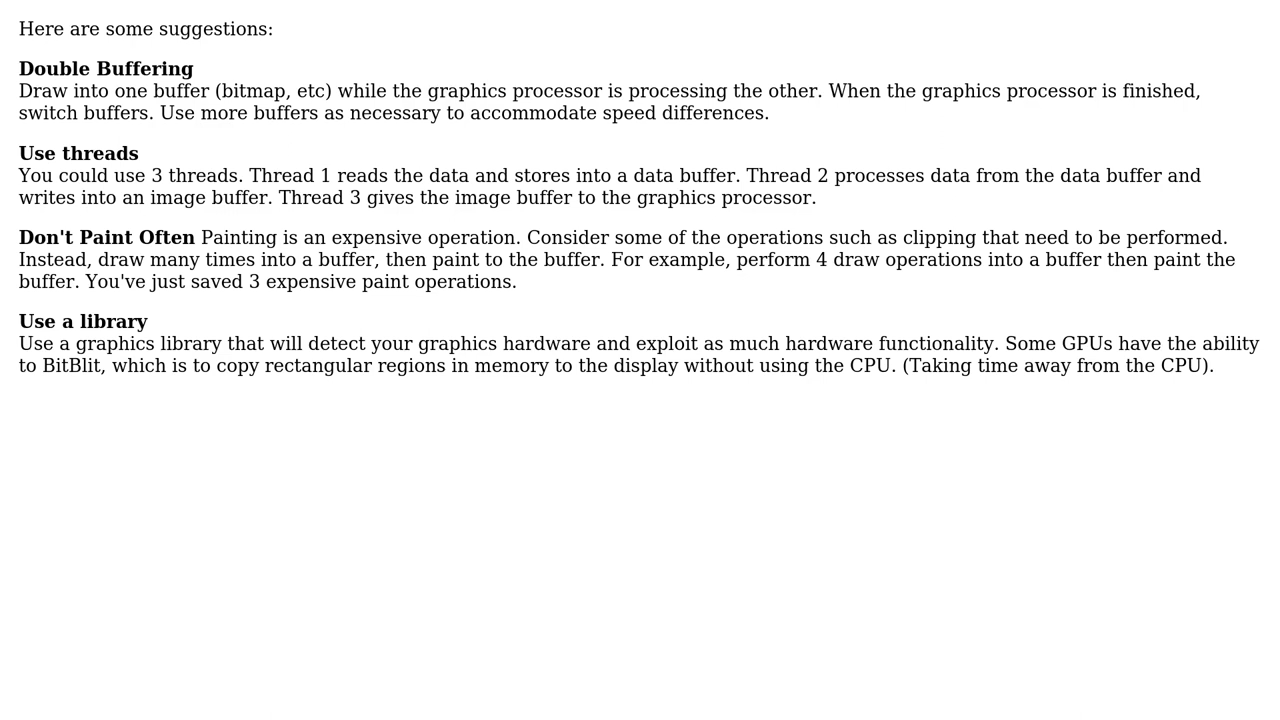 Here are some suggestions:
Double Buffering
Draw into one buffer (bitmap, etc) while the graphics processor is processing the other. When the graphics processor is finished,
switch buffers. Use more buffers as necessary to accommodate speed differences.
Use threads
You could use 3 threads. Thread 1 reads the data and stores into a data buffer. Thread 2 processes data from the data buffer and
writes into an image buffer. Thread 3 gives the image buffer to the graphics processor.
Don't Paint Often Painting is an expensive operation. Consider some of the operations such as clipping that need to be performed.
Instead, draw many times into a buffer, then paint to the buffer. For example, perform 4 draw operations into a buffer then paint the
buffer. You've just saved 3 expensive paint operations.
Use a library
Use a graphics library that will detect your graphics hardware and exploit as much hardware functionality. Some GPUs have the ability
to BitBlit, which is to copy rectangular regions in memory to the display without using the CPU. (Taking time away from the CPU).